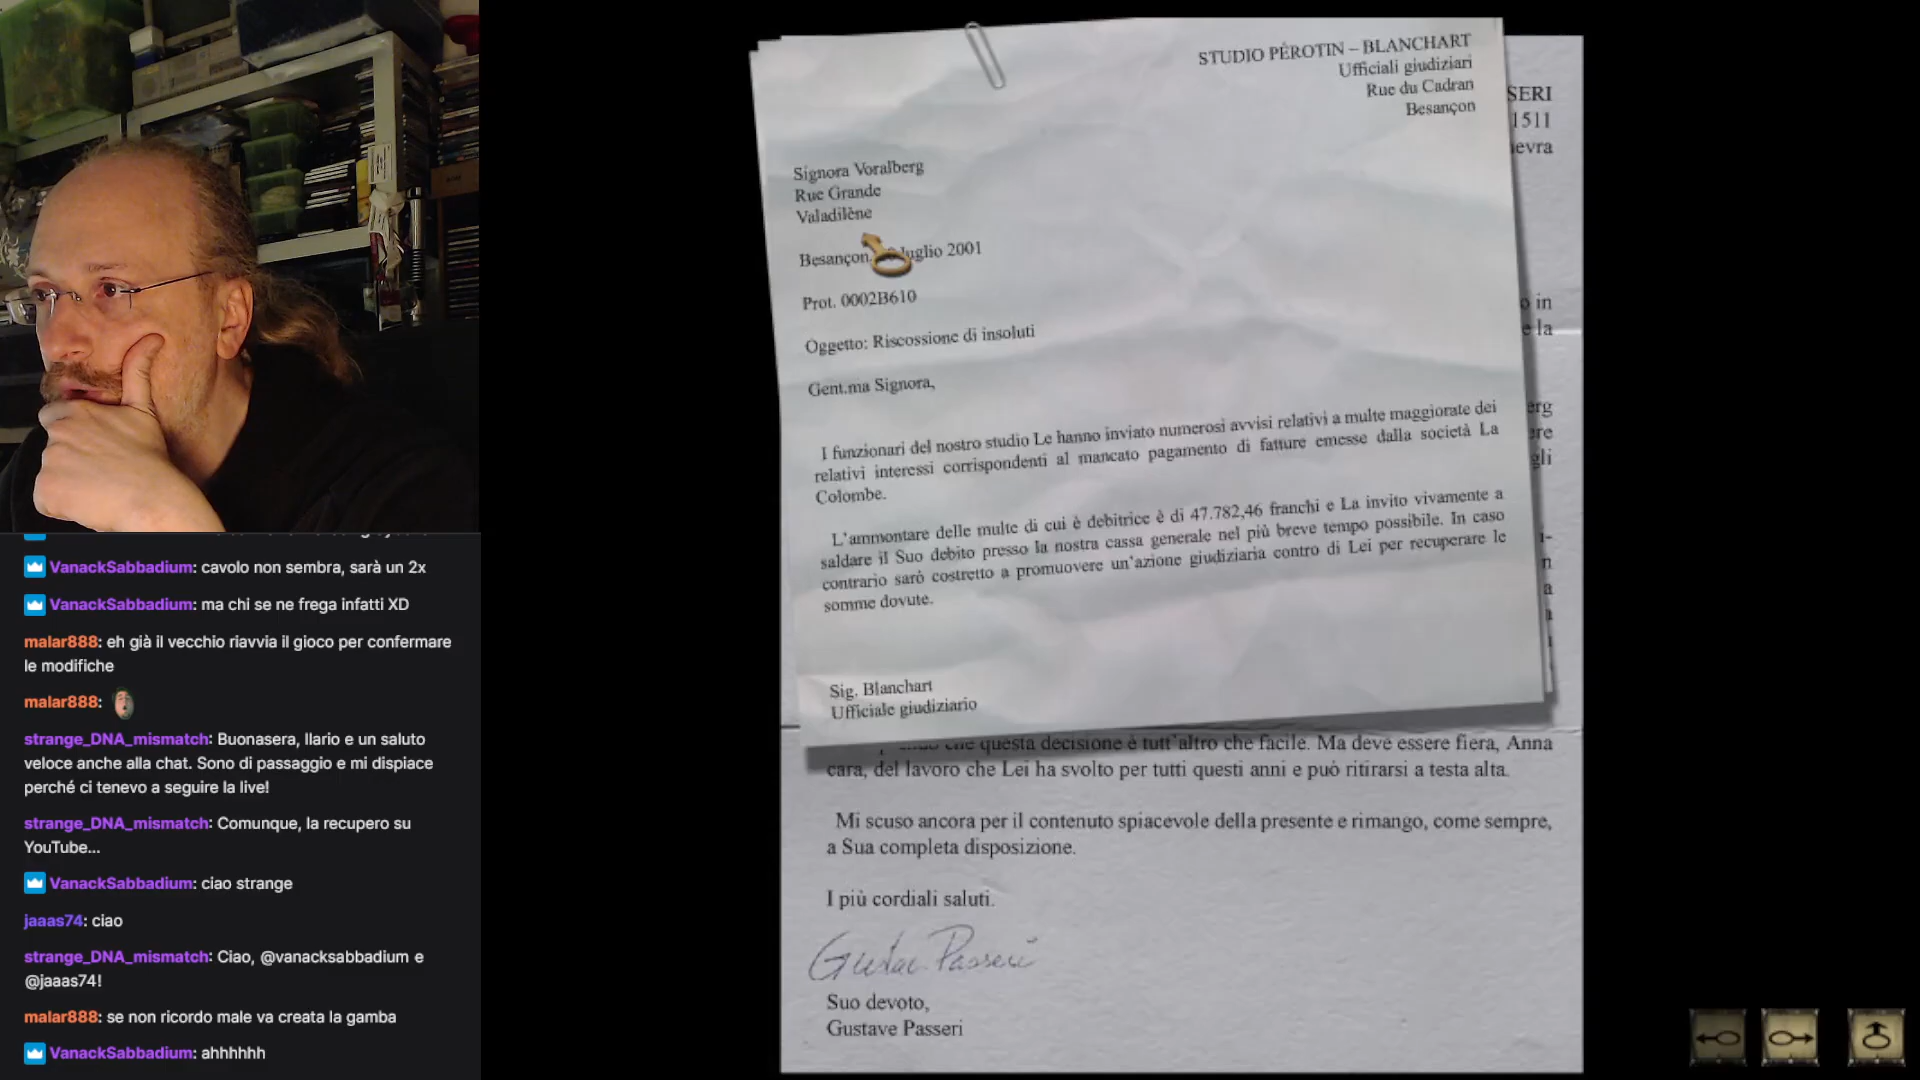 VanackSabbadium: cavolo non sembra, sarà un 2x
VanackSabbadium: ma chi se ne frega infatti XD
malar888: eh già il vecchio riavvia il gioco per confermare
le modifiche
malar888:
strange_DNA_mismatch: Buonasera, Ilario e un saluto
veloce anche alla chat. Sono di passaggio e mi dispiace
perché ci tenevo a seguire la live!
strange_DNA_mismatch: Comunque, la recupero su
YouTube...
VanackSabbadium: ciao strange
jaaas74: ciao
strange_DNA_mismatch: Ciao, @vanacksabbadium e
@jaaas74!
malar888: se non ricordo male va creata la gamba
VanackSabbadium: ahhhhhh
STUDIO PÉROTIN – BLANCHART
Ufficiali giudiziari
Rue du Cadran
Besançon
Signora Voralberg
Rue Grande
Valadilène
Besançon, luglio 2001
Prot. 0002B610
Oggetto: Riscossione di insoluti
Gent.ma Signora,
I funzionari del nostro studio Le hanno inviato numerosi avvisi relativi a multe maggiorate dei
relativi interessi corrispondenti al mancato pagamento di fatture emesse dalla società La
Colombe.
L'ammontare delle multe di cui è debitrice è di 47.782,46 franchi e La invito vivamente a
saldare il Suo debito presso la nostra cassa generale nel più breve tempo possibile. In caso
contrario sarò costretto a promuovere un'azione giudiziaria contro di Lei per recuperare le
somme dovute.
Sig. Blanchart
Ufficiale giudiziario
SERI
1511
evra
o in
e la
erg
ere
gli
che questa decisione è tutt'altro che facile. Ma deve essere fiera, Anna
cara, del lavoro che Lei ha svolto per tutti questi anni e può ritirarsi a testa alta.
Mi scuso ancora per il contenuto spiacevole della presente e rimango, come sempre,
a Sua completa disposizione.
I più cordiali saluti.
Gustav Passeri
Suo devoto,
Gustave Passeri